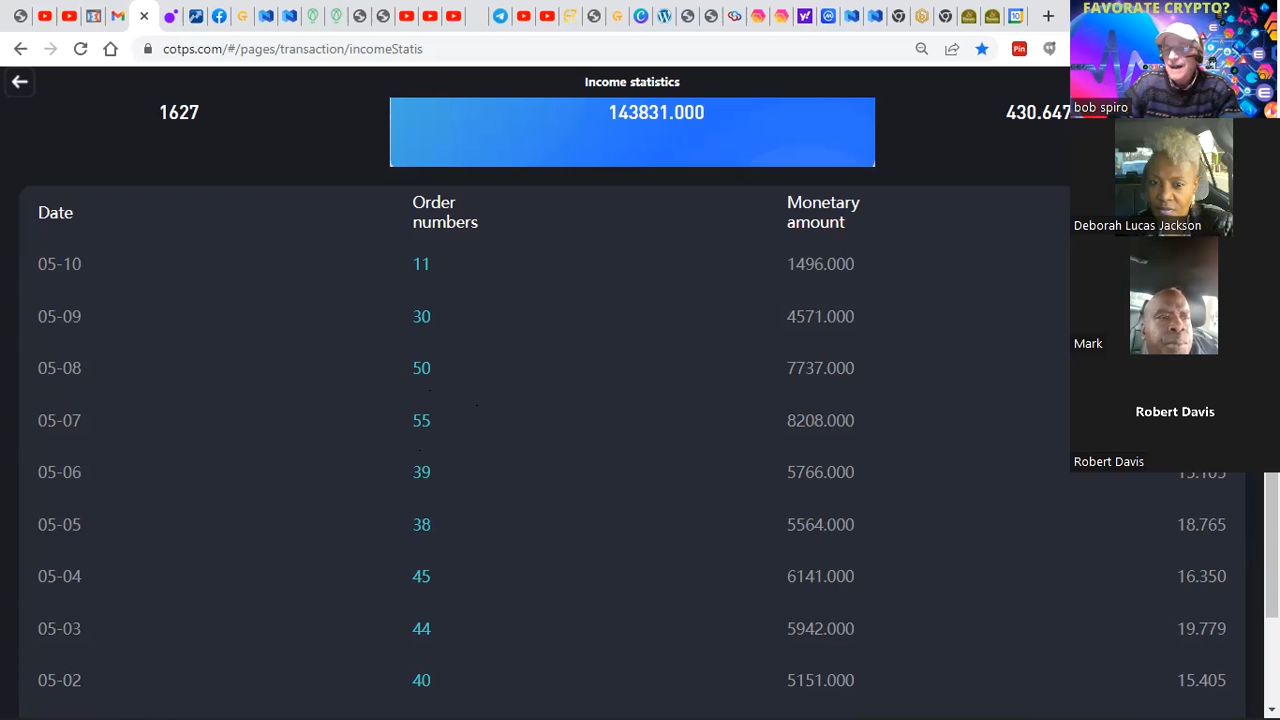 cotps.com/#/pages/transaction/incomeStatis
Pin
FAVORATE CRYPTO?
bob spiro
Income statistics
1627
143831.000
430.647
Date
Order
numbers
Monetary
amount
05-10
11
1496.000
05-09
30
4571.000
05-08
50
7737.000
05-07
55
8208.000
05-06
39
5766.000
05-05
38
5564.000
18.765
05-04
45
6141.000
16.350
05-03
44
5942.000
19.779
05-02
40
5151.000
15.405
Deborah Lucas Jackson
Mark
Robert Davis
Robert Davis